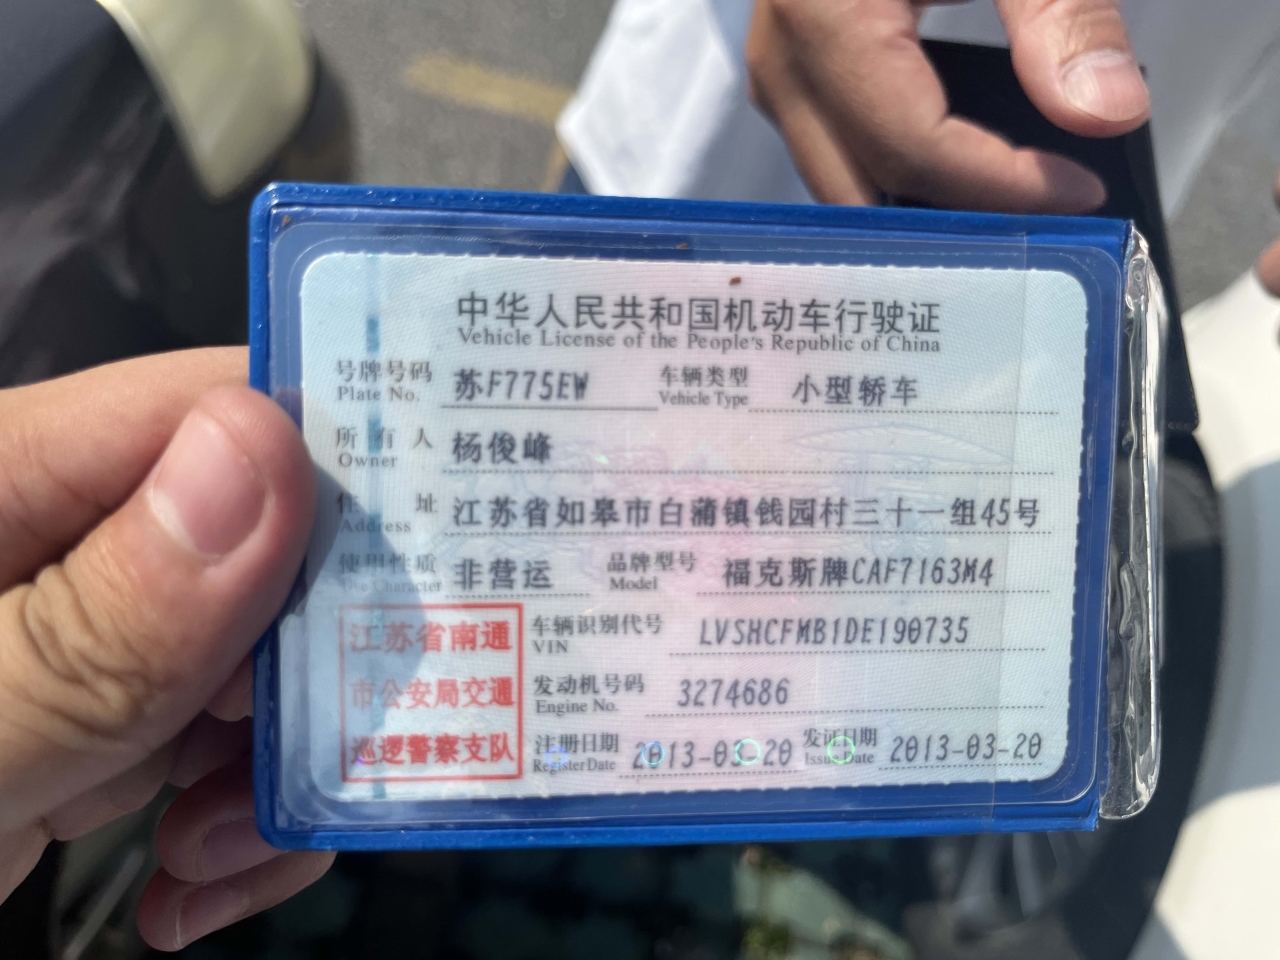 中华人民共和国机动车行驶证
Vehicle License of the People's Republic of China
号牌号码 苏F775EW 车辆类型 小型轿车
Plate No. Vehicle Type
所有人 杨俊峰
Owner
住址 江苏省如皋市白蒲镇钱园村三十一组45号
Address
使用性质 非营运 品牌型号 福克斯牌CAF7163M4
Use Character Model
江苏省南通
市公安局交通
巡逻警察支队
车辆识别代号 LVSHCFMB1DE190735
VIN
发动机号码 3274686
Engine No.
注册日期 2013-03-20 发证日期 2013-03-20
Register Date Issue Date